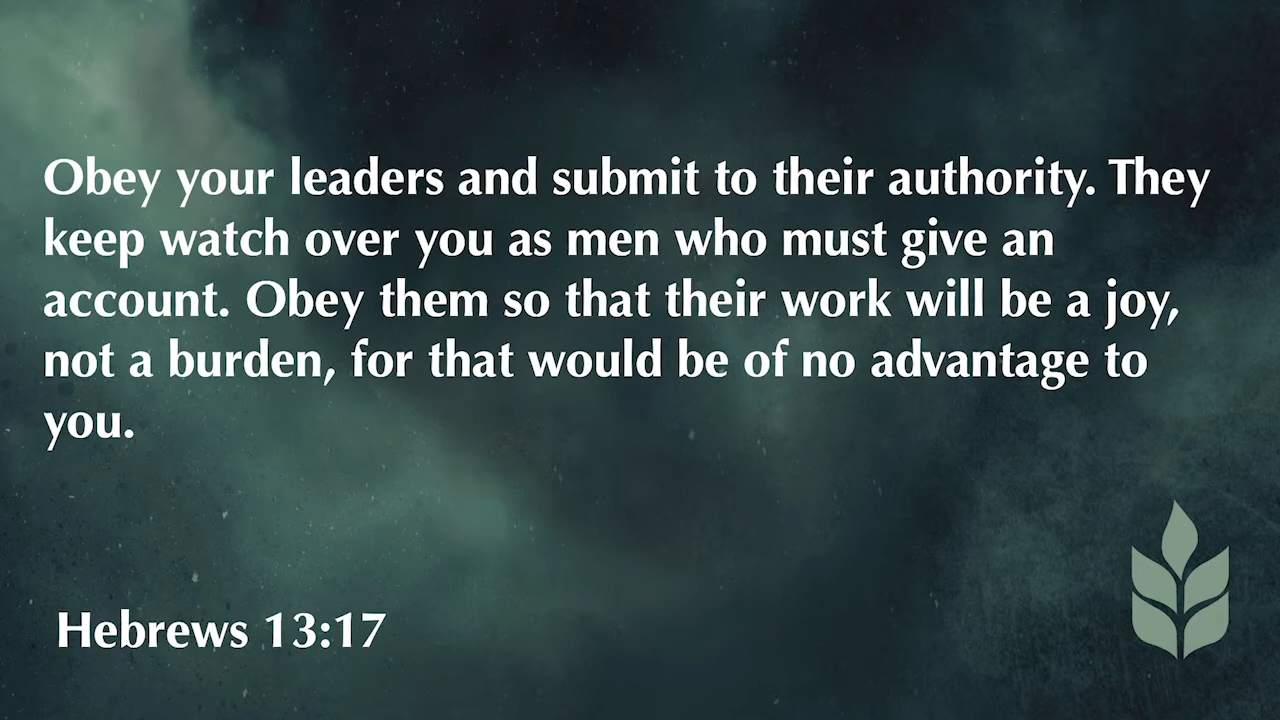 Obey your leaders and submit to their authority. They
keep watch over you as men who must give an
account. Obey them so that their work will be a joy,
not a burden, for that would be of no advantage to
you.
Hebrews 13:17